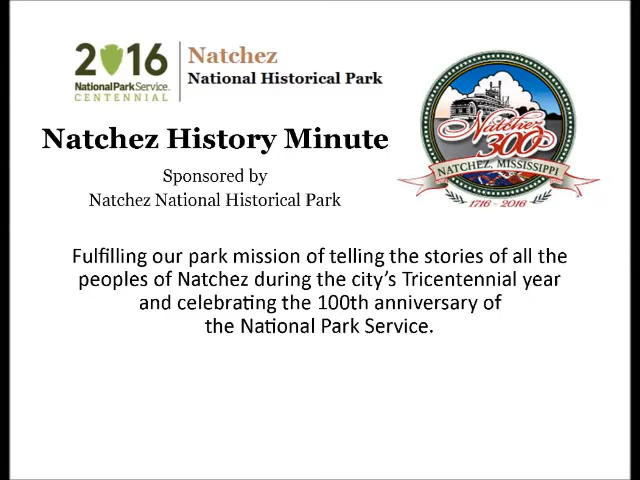 2016
National Park Service
CENTENNIAL
Natchez
National Historical Park
Natchez History Minute
Sponsored by
Natchez National Historical Park
Natchez
300
NATCHEZ, MISSISSIPPI
1716 - 2016
Fulfilling our park mission of telling the stories of all the
peoples of Natchez during the city's Tricentennial year
and celebrating the 100th anniversary of
the National Park Service.